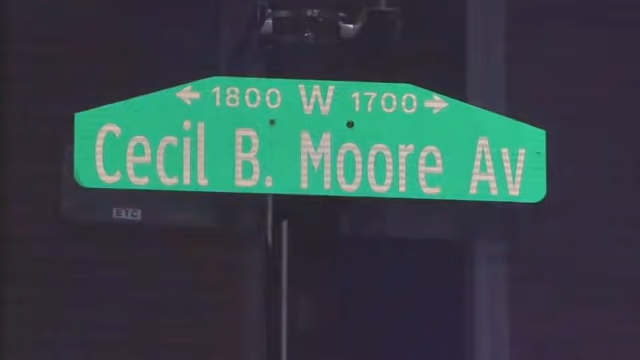 ← 1800 W 1700 →
Cecil B. Moore Av
ETC